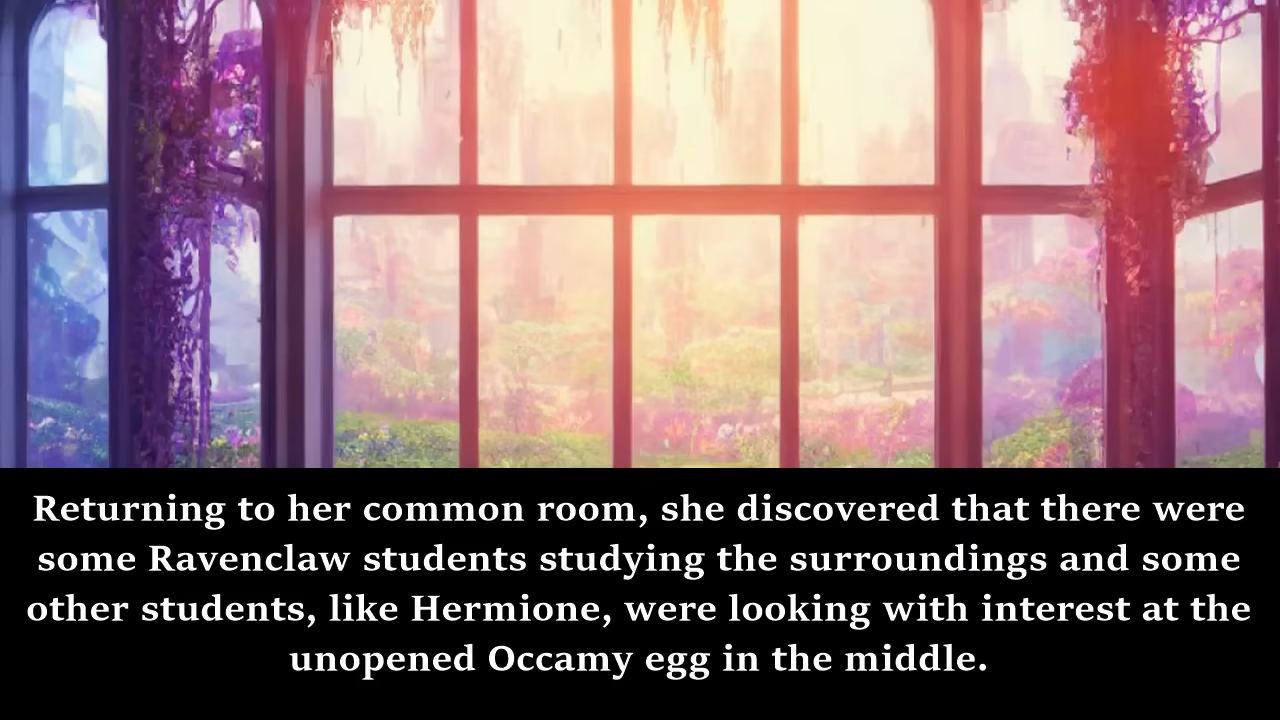 Returning to her common room, she discovered that there were
some Ravenclaw students studying the surroundings and some
other students, like Hermione, were looking with interest at the
unopened Occamy egg in the middle.